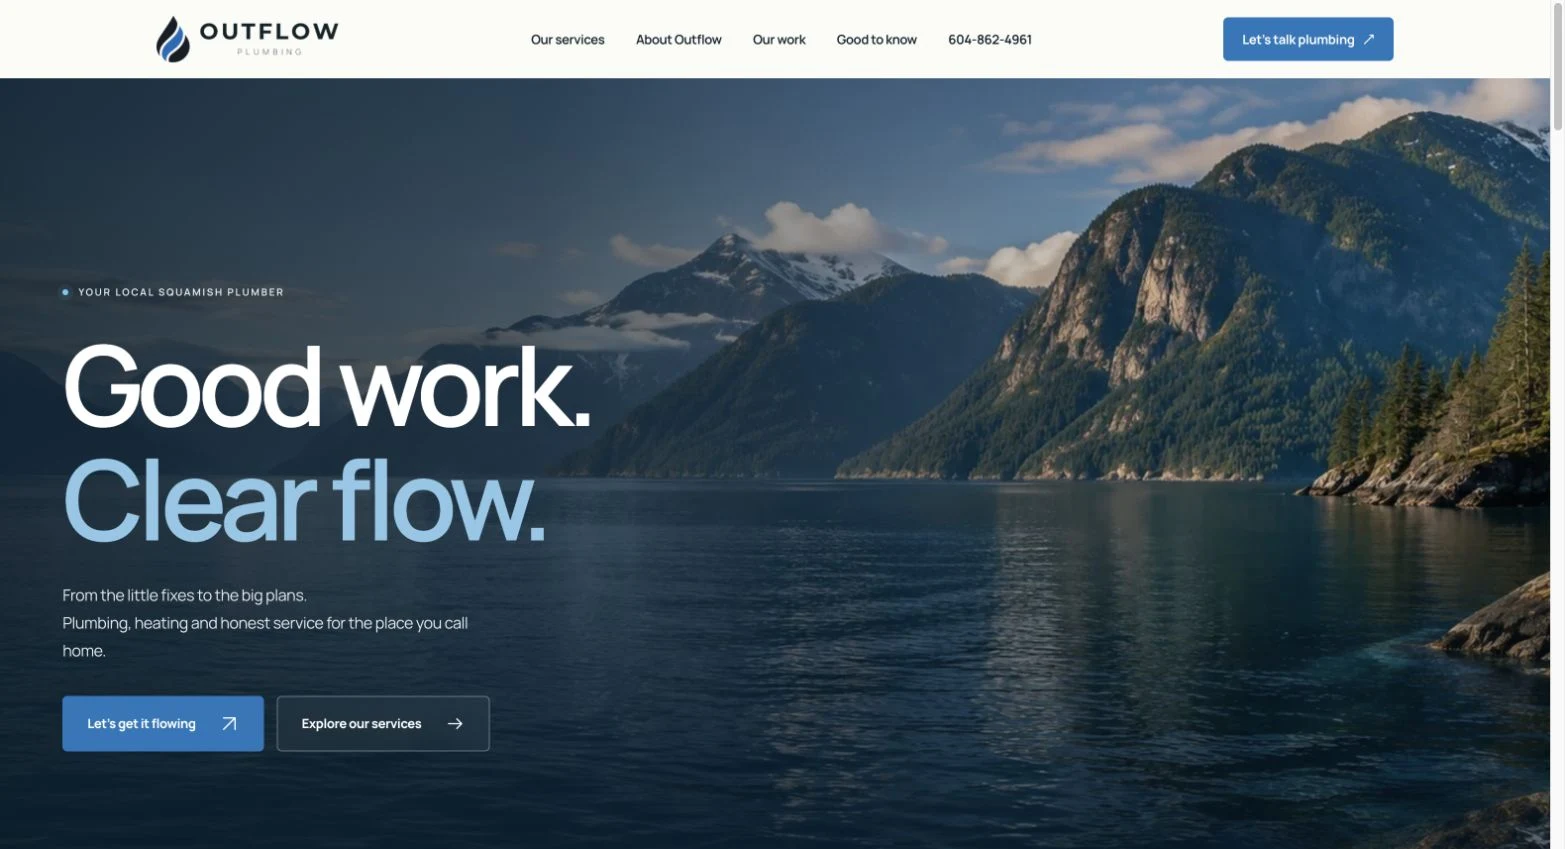 OUTFLOW
PLUMBING
Our services
About Outflow
Our work
Good to know
604-862-4961
Let's talk plumbing
YOUR LOCAL SQUAMISH PLUMBER
Good work.
Clear flow.
From the little fixes to the big plans.
Plumbing, heating and honest service for the place you call
home.
Let's get it flowing
Explore our services